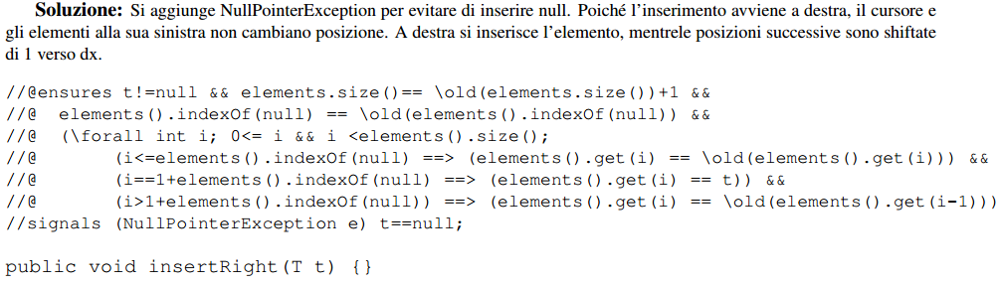 Soluzione: Si aggiunge NullPointerException per evitare di inserire null. Poiché l'inserimento avviene a destra, il cursore e
gli elementi alla sua sinistra non cambiano posizione. A destra si inserisce l'elemento, mentrele posizioni successive sono shiftate
di 1 verso dx.
//@ensures t!=null && elements.size()== \old(elements.size())+1 &&
//@  elements().indexOf(null) == \old(elements().indexOf(null)) &&
//@  (\forall int i; 0<= i && i <elements().size();
//@       (i<=elements().indexOf(null) ==> (elements().get(i) == \old(elements().get(i))) &&
//@       (i==1+elements().indexOf(null) ==> (elements().get(i) == t)) &&
//@       (i>1+elements().indexOf(null)) ==> (elements().get(i) == \old(elements().get(i-1)))
//signals (NullPointerException e) t==null;
public void insertRight(T t) {}